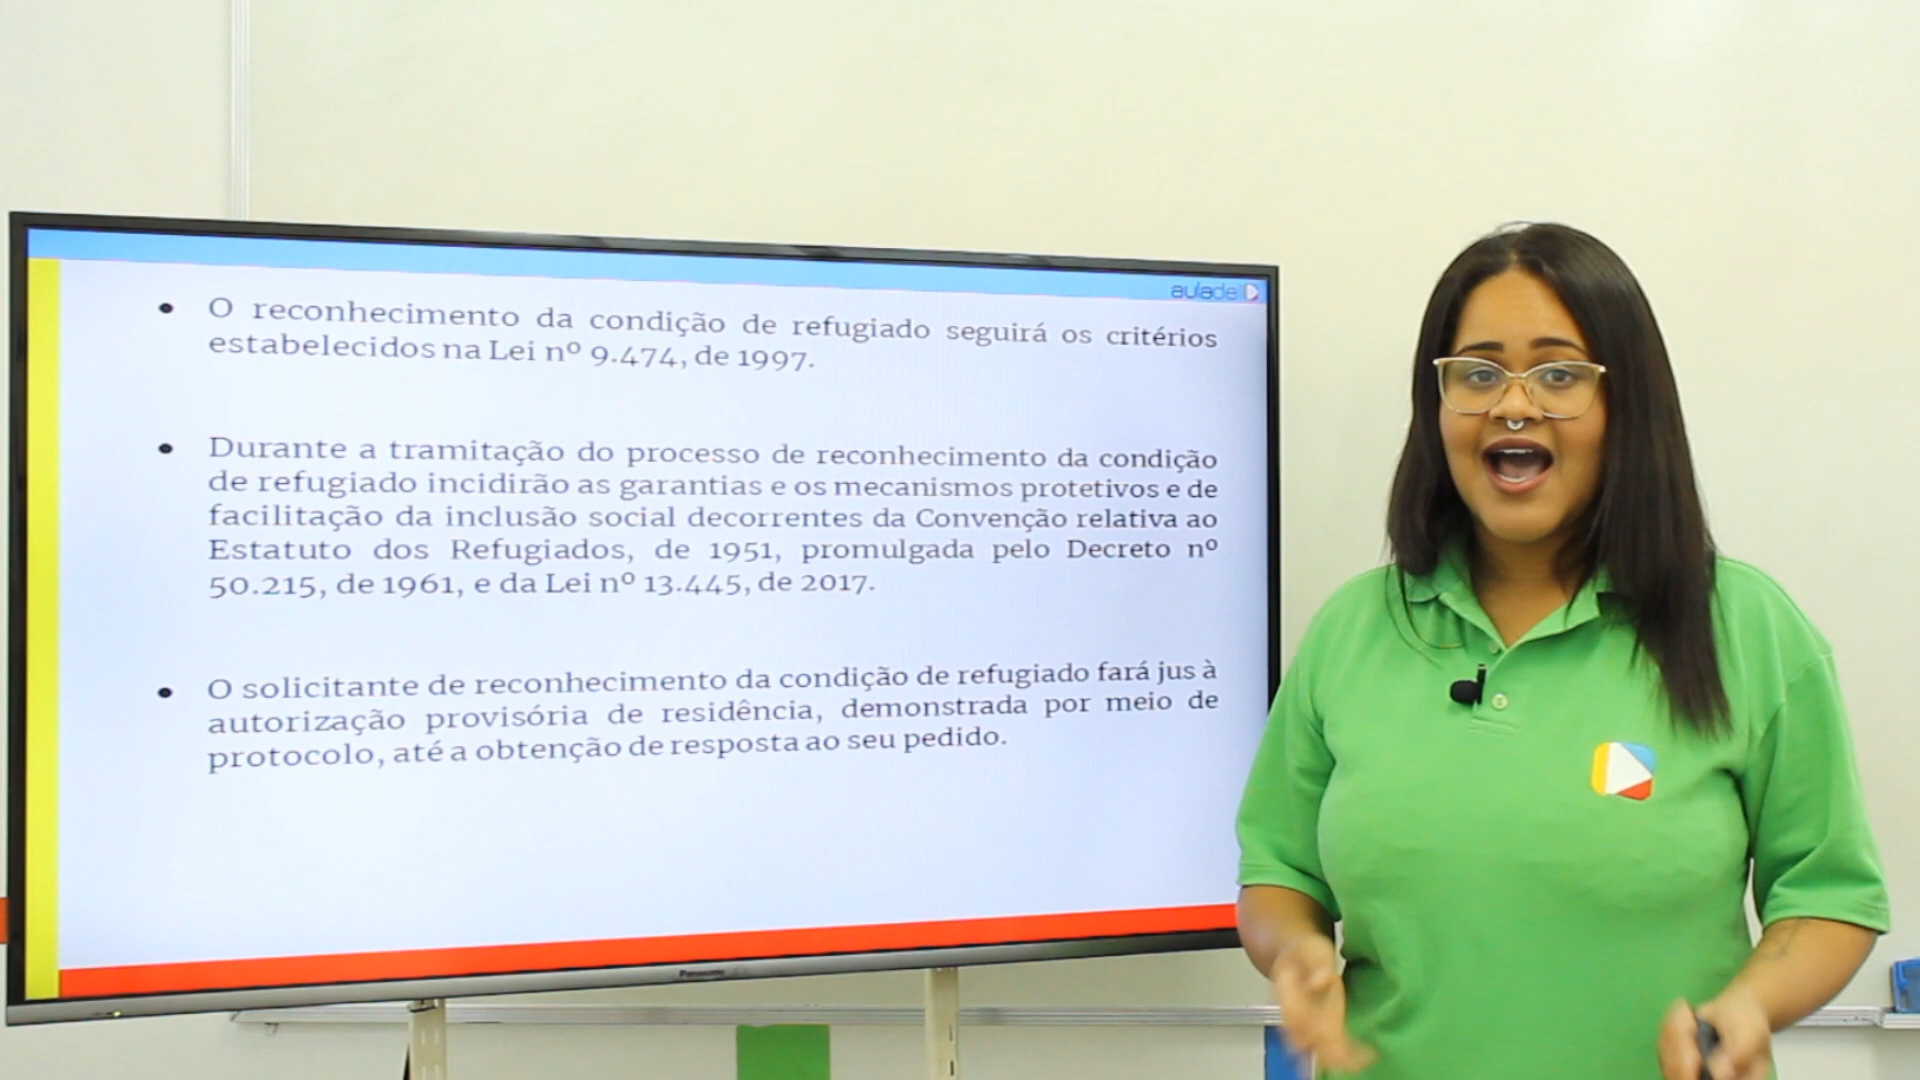 aulade
O reconhecimento da condição de refugiado seguirá os critérios
estabelecidos na Lei nº 9.474, de 1997.
Durante a tramitação do processo de reconhecimento da condição
de refugiado incidirão as garantias e os mecanismos protetivos e de
facilitação da inclusão social decorrentes da Convenção relativa ao
Estatuto dos Refugiados, de 1951, promulgada pelo Decreto nº
50.215, de 1961, e da Lei nº 13.445, de 2017.
O solicitante de reconhecimento da condição de refugiado fará jus à
autorização provisória de residência, demonstrada por meio de
protocolo, até a obtenção de resposta ao seu pedido.
Panasonic